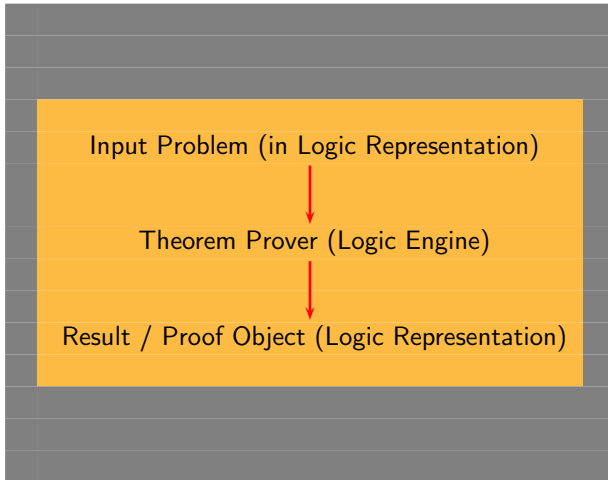 Input Problem (in Logic Representation)
Theorem Prover (Logic Engine)
Result / Proof Object (Logic Representation)